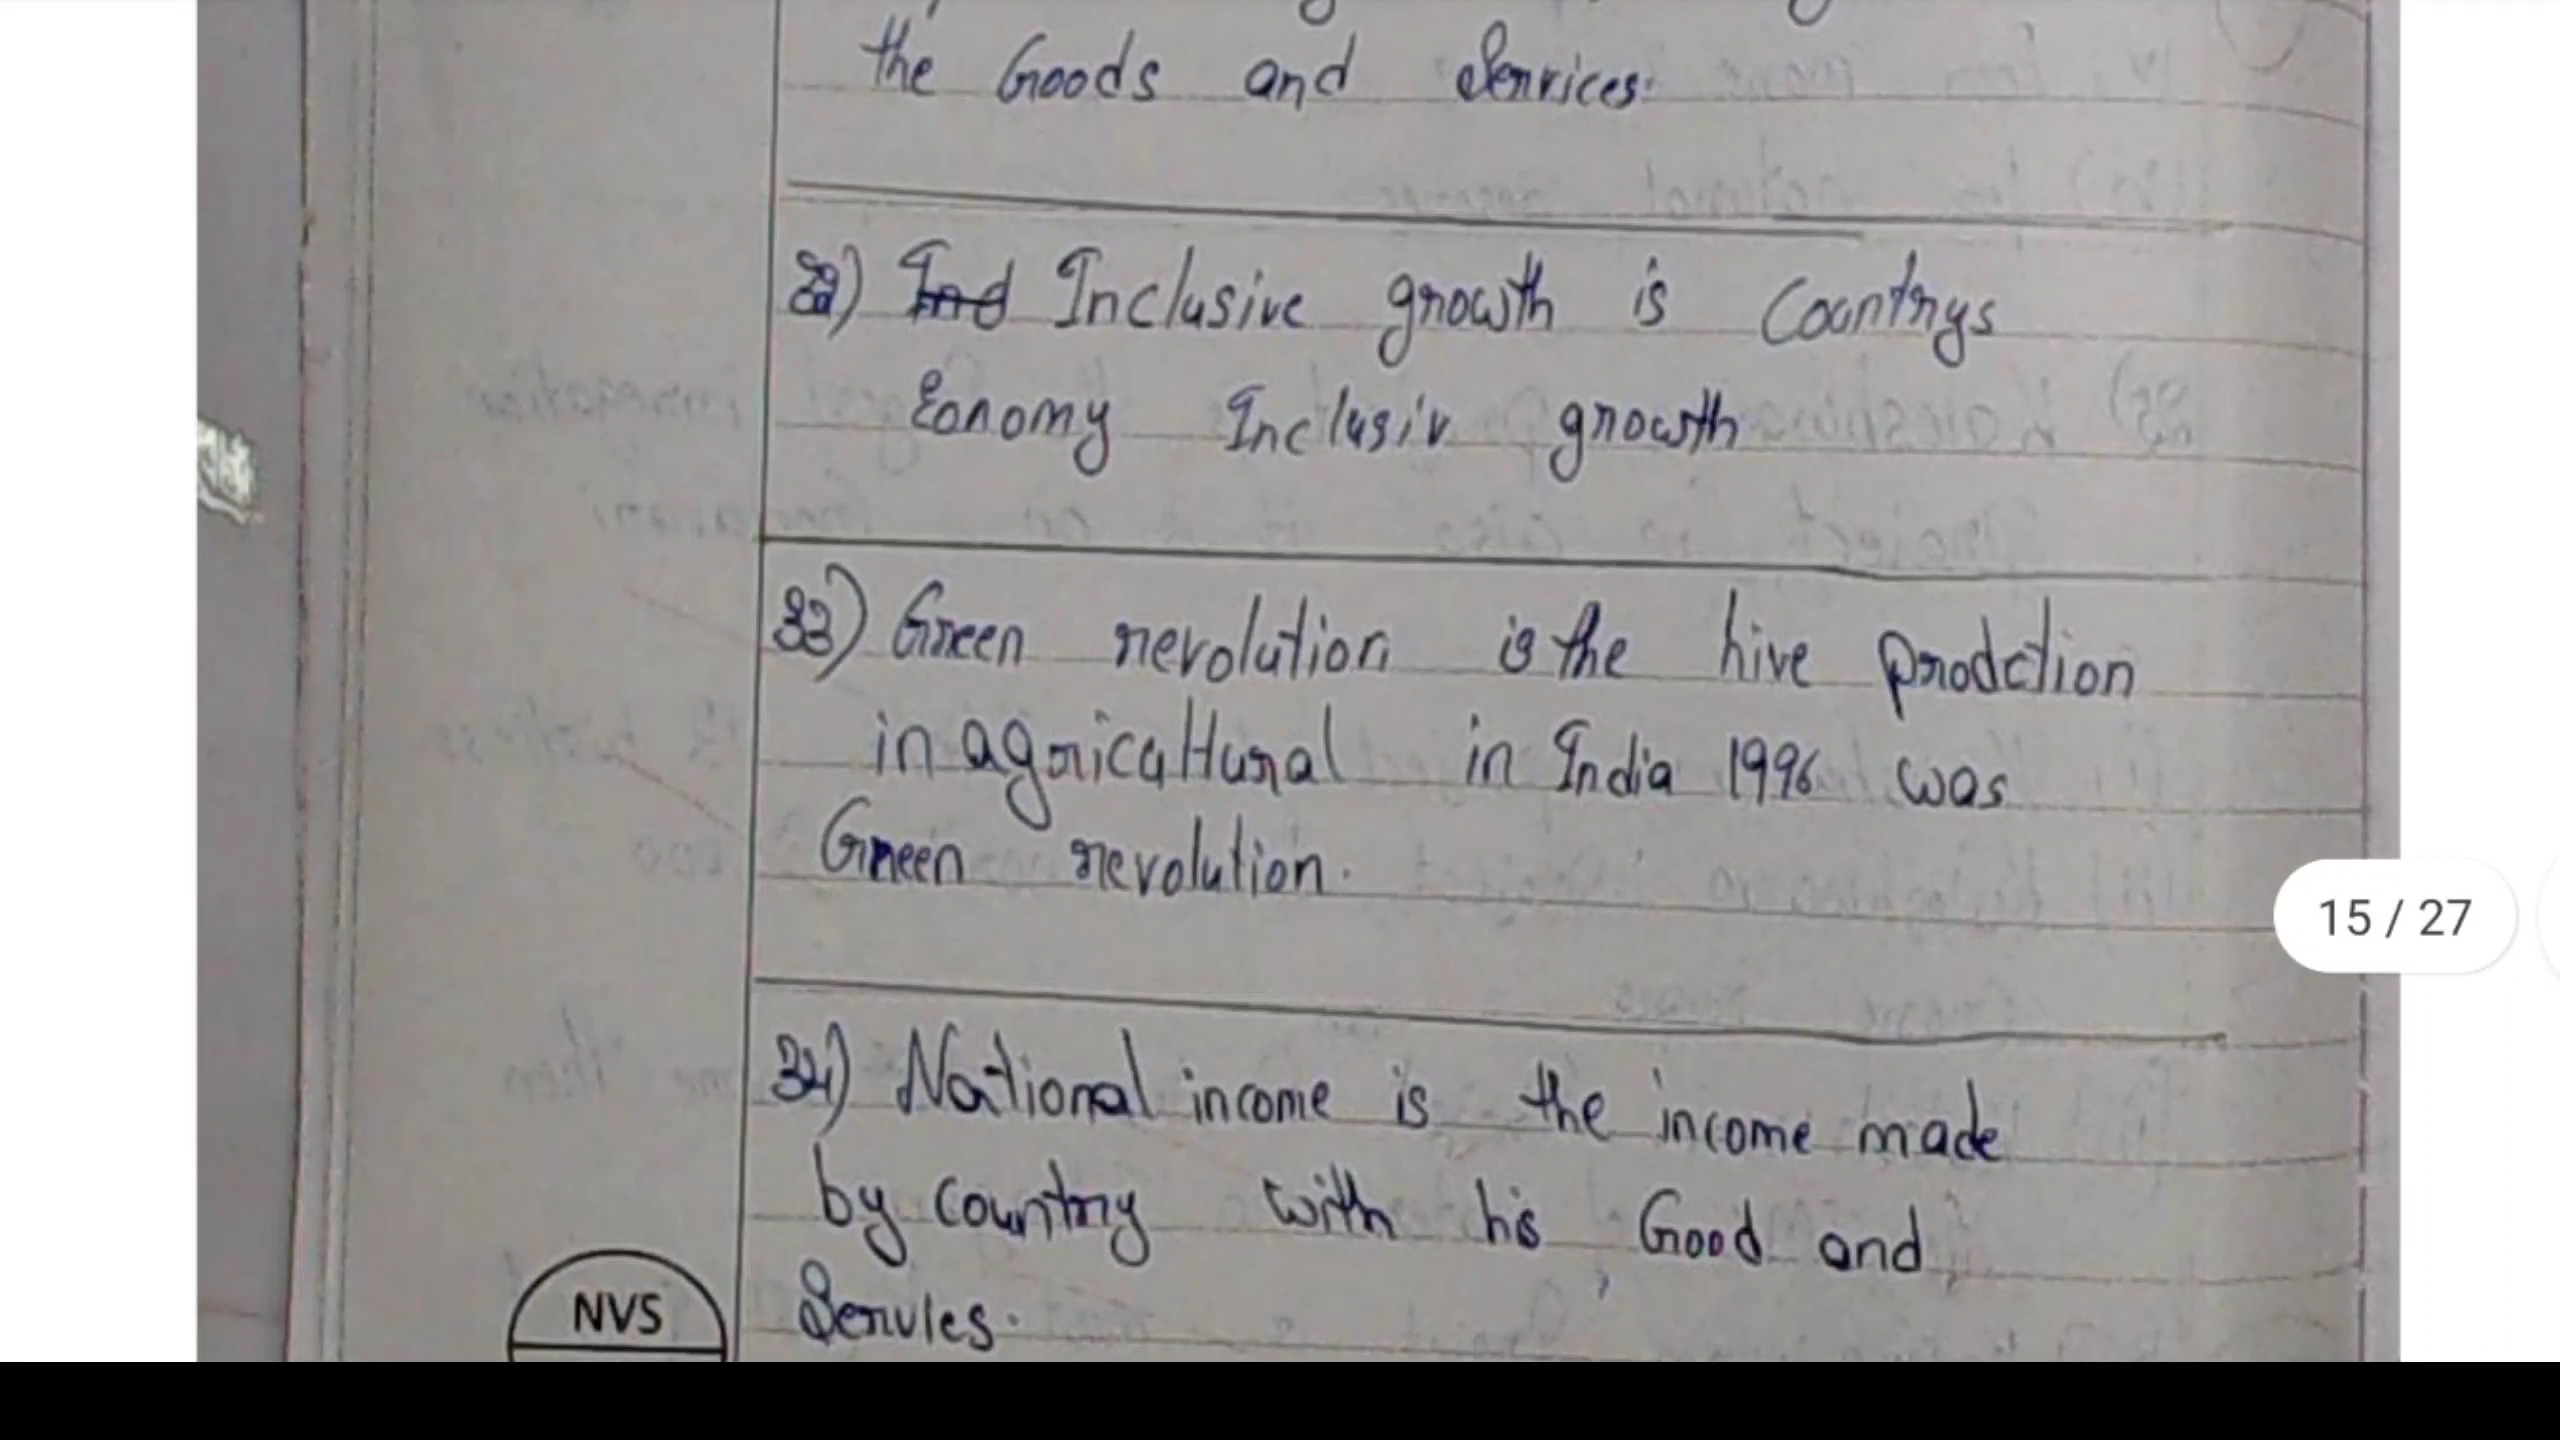 the Goods and Services.
32) Inclusive growth is Countrys
Eonomy Inclusiv growth
33) Green revolution is the hive prodction
in agricultural in India 1996 was
Green revolution.
15 / 27
34) National income is the income made
by country with his Good and
Servles.
NVS